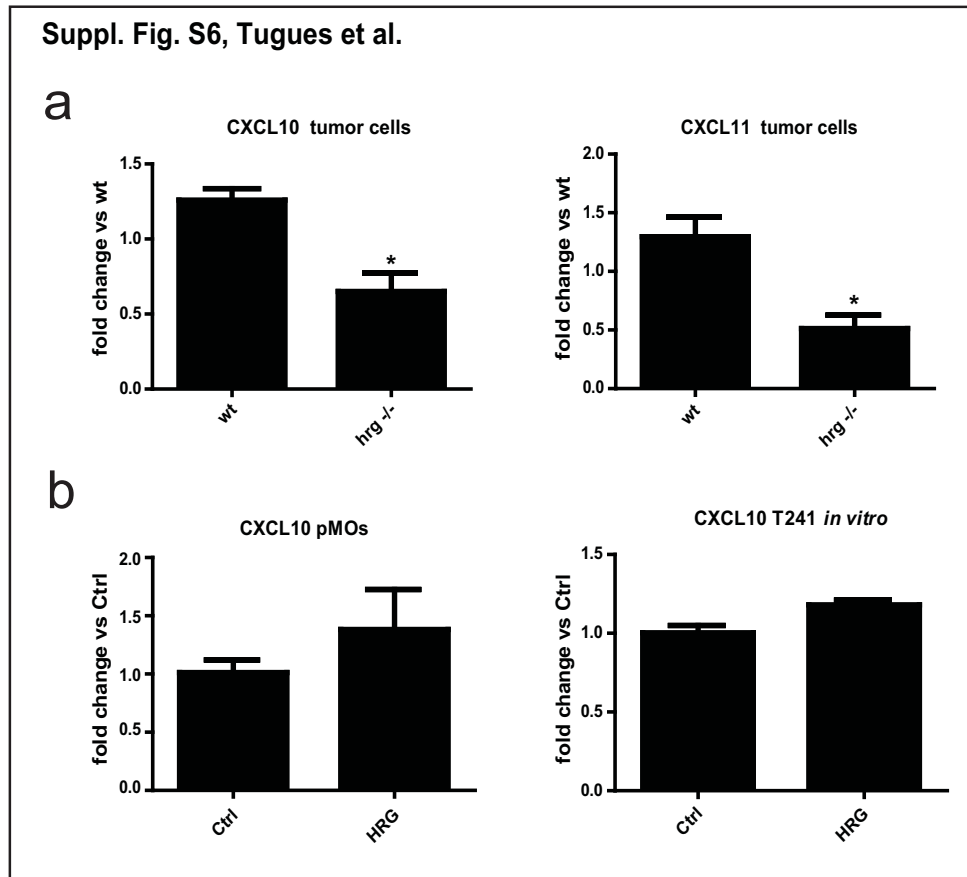 Suppl. Fig. S6, Tugues et al.
a
CXCL10 tumor cells
fold change vs wt
1.5
1.0
0.5
0.0
*
wt
hrg -/-
CXCL11 tumor cells
fold change vs wt
2.0
1.5
1.0
0.5
0.0
*
wt
hrg -/-
b
CXCL10 pMOs
fold change vs Ctrl
2.0
1.5
1.0
0.5
0.0
Ctrl
HRG
CXCL10 T241 in vitro
fold change vs Ctrl
1.5
1.0
0.5
0.0
Ctrl
HRG